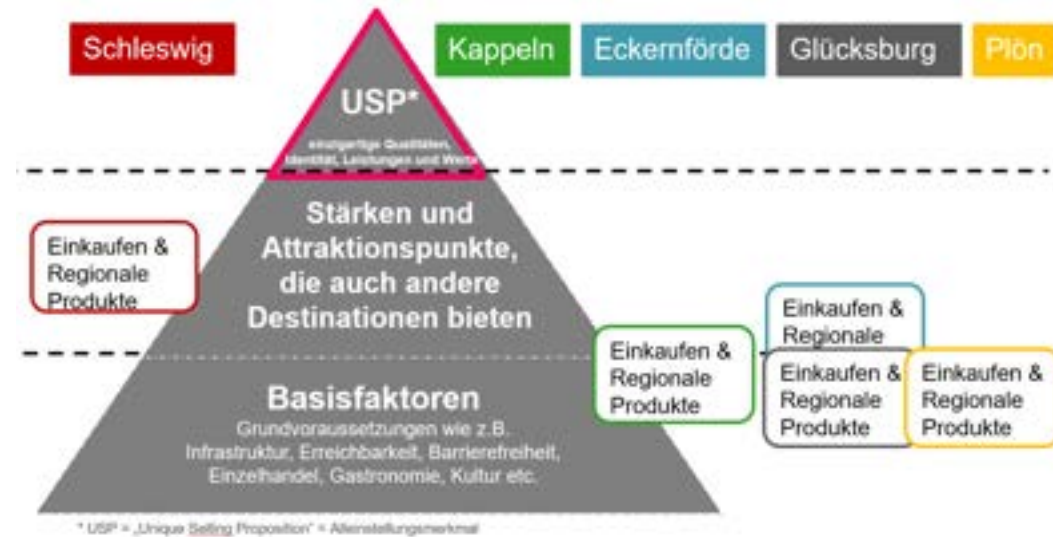 Schleswig
Kappeln
Eckernförde
Glücksburg
Plön
USP*
einzigartige Qualitäten,
Identität, Leistungen und Werte
Stärken und
Attraktionspunkte,
die auch andere
Destinationen bieten
Einkaufen &
Regionale
Produkte
Einkaufen &
Regionale
Produkte
Einkaufen &
Regionale
Einkaufen &
Regionale
Produkte
Einkaufen &
Regionale
Produkte
Basisfaktoren
Grundvoraussetzungen wie z.B.
Infrastruktur, Erreichbarkeit, Barrierefreiheit,
Einzelhandel, Gastronomie, Kultur etc.
* USP = „Unique Selling Proposition“ = Alleinstellungsmerkmal